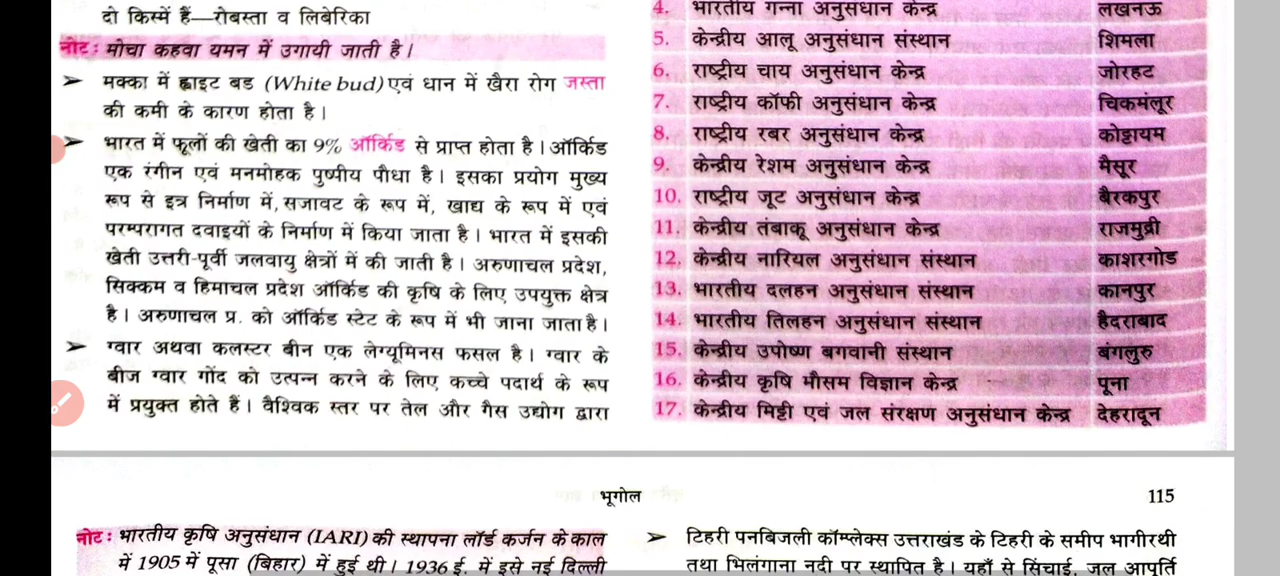 दो किस्में हैं—रोबस्ता व लिबेरिका
नोट: मोचा कहवा यमन में उगायी जाती है।
➤ मक्का में ह्वाइट बड (White bud) एवं धान में खैरा रोग जस्ता
की कमी के कारण होता है।
➤ भारत में फूलों की खेती का 9% ऑर्किड से प्राप्त होता है। ऑर्किड
एक रंगीन एवं मनमोहक पुष्पीय पौधा है। इसका प्रयोग मुख्य
रूप से इत्र निर्माण में, सजावट के रूप में, खाद्य के रूप में एवं
परम्परागत दवाइयों के निर्माण में किया जाता है। भारत में इसकी
खेती उत्तरी-पूर्वी जलवायु क्षेत्रों में की जाती है। अरुणाचल प्रदेश,
सिक्कम व हिमाचल प्रदेश ऑर्किड की कृषि के लिए उपयुक्त क्षेत्र
है। अरुणाचल प्र. को ऑर्किड स्टेट के रूप में भी जाना जाता है।
➤ ग्वार अथवा कलस्टर बीन एक लेग्यूमिनस फसल है। ग्वार के
बीज ग्वार गोंद को उत्पन्न करने के लिए कच्चे पदार्थ के रूप
में प्रयुक्त होते हैं। वैश्विक स्तर पर तेल और गैस उद्योग द्वारा
4. भारतीय गन्ना अनुसंधान केन्द्र लखनऊ
5. केन्द्रीय आलू अनुसंधान संस्थान शिमला
6. राष्ट्रीय चाय अनुसंधान केन्द्र जोरहट
7. राष्ट्रीय कॉफी अनुसंधान केन्द्र चिकमंलूर
8. राष्ट्रीय रबर अनुसंधान केन्द्र कोट्टायम
9. केन्द्रीय रेशम अनुसंधान केन्द्र मैसूर
10. राष्ट्रीय जूट अनुसंधान केन्द्र बैरकपुर
11. केन्द्रीय तंबाकू अनुसंधान केन्द्र राजमुद्री
12. केन्द्रीय नारियल अनुसंधान संस्थान काशरगोड
13. भारतीय दलहन अनुसंधान संस्थान कानपुर
14. भारतीय तिलहन अनुसंधान संस्थान हैदराबाद
15. केन्द्रीय उपोष्ण बगवानी संस्थान बंगलुरु
16. केन्द्रीय कृषि मौसम विज्ञान केन्द्र पूना
17. केन्द्रीय मिट्टी एवं जल संरक्षण अनुसंधान केन्द्र देहरादून
भूगोल 115
नोट: भारतीय कृषि अनुसंधान (IARI) की स्थापना लॉर्ड कर्जन के काल
में 1905 में पूसा (बिहार) में हुई थी। 1936 ई. में इसे नई दिल्ली
➤ टिहरी पनबिजली कॉम्प्लेक्स उत्तराखंड के टिहरी के समीप भागीरथी
तथा भिलंगाना नदी पर स्थापित है। यहाँ से सिंचाई, जल आपूर्ति